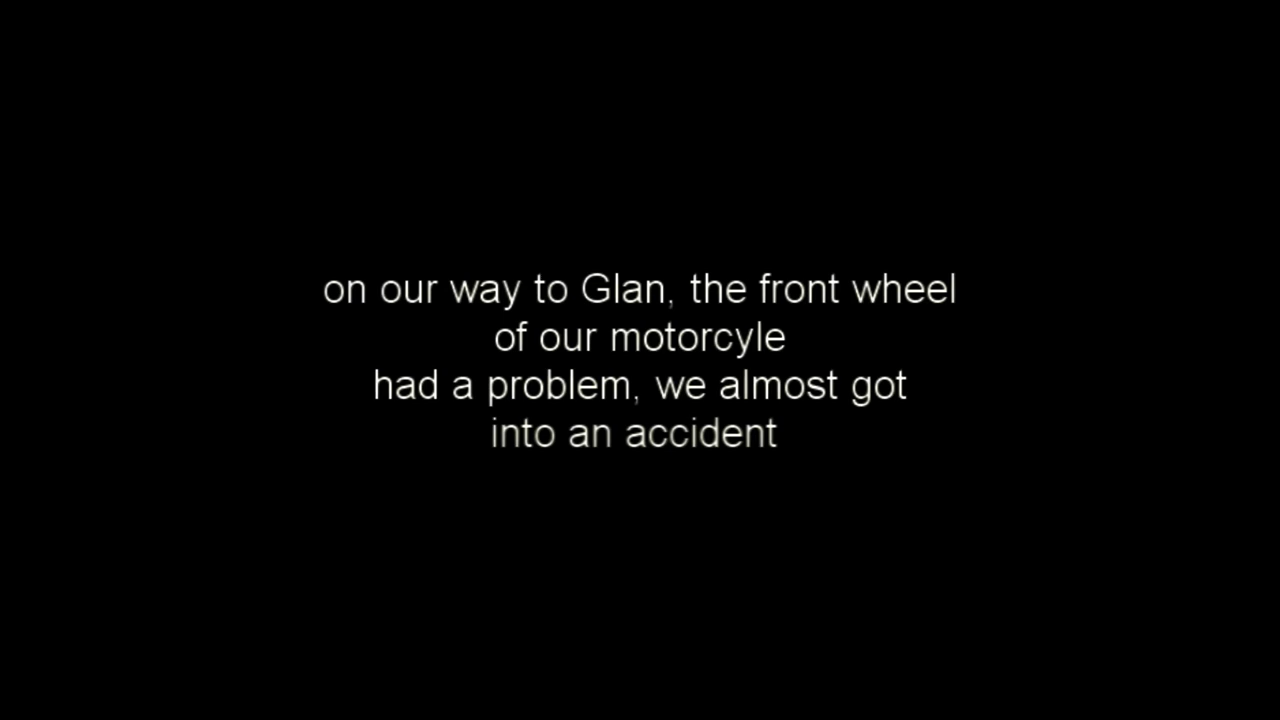 on our way to Glan, the front wheel
of our motorcyle
had a problem, we almost got
into an accident